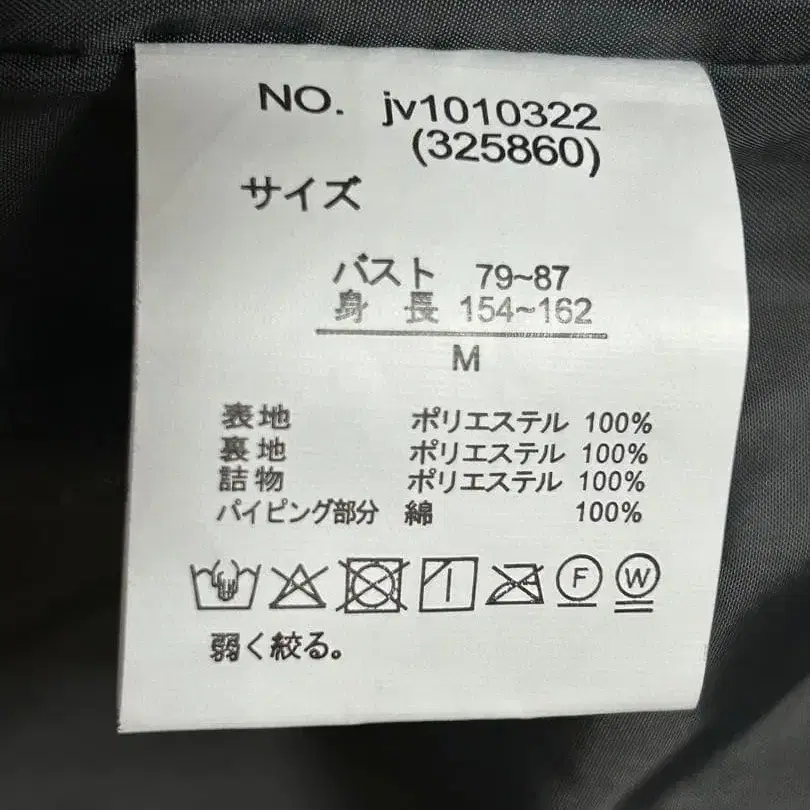 NO. jv1010322
(325860)
サイズ
バスト 79~87
身 長 154~162
M
表地 ポリエステル 100%
裏地 ポリエステル 100%
詰物 ポリエステル 100%
パイピング部分 綿 100%
F W
弱く絞る。